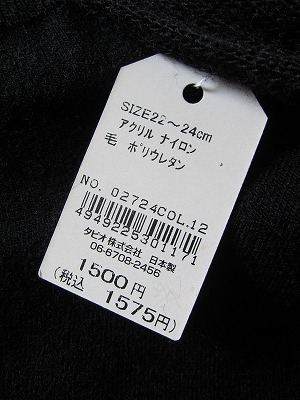 SIZE22～24cm
アクリル ナイロン
毛 ポリウレタン
NO. 02724COL.12
4949225301171
タビオ株式会社 日本製
06-6708-2456
1500円
(税込 1575円)